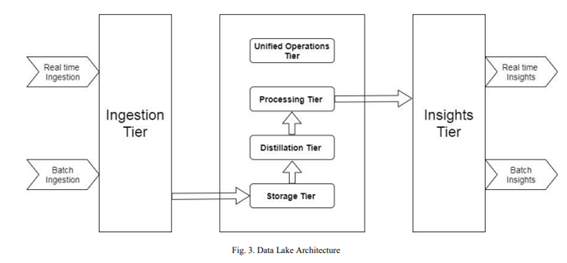 Real time
Ingestion
Batch
Ingestion
Ingestion
Tier
Unified Operations
Tier
Processing Tier
Distillation Tier
Storage Tier
Insights
Tier
Real time
Insights
Batch
Insights
Fig. 3. Data Lake Architecture